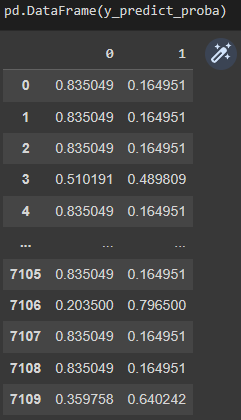 pd.DataFrame(y_predict_proba)
0 1
0 0.835049 0.164951
1 0.835049 0.164951
2 0.835049 0.164951
3 0.510191 0.489809
4 0.835049 0.164951
... ... ...
7105 0.835049 0.164951
7106 0.203500 0.796500
7107 0.835049 0.164951
7108 0.835049 0.164951
7109 0.359758 0.640242